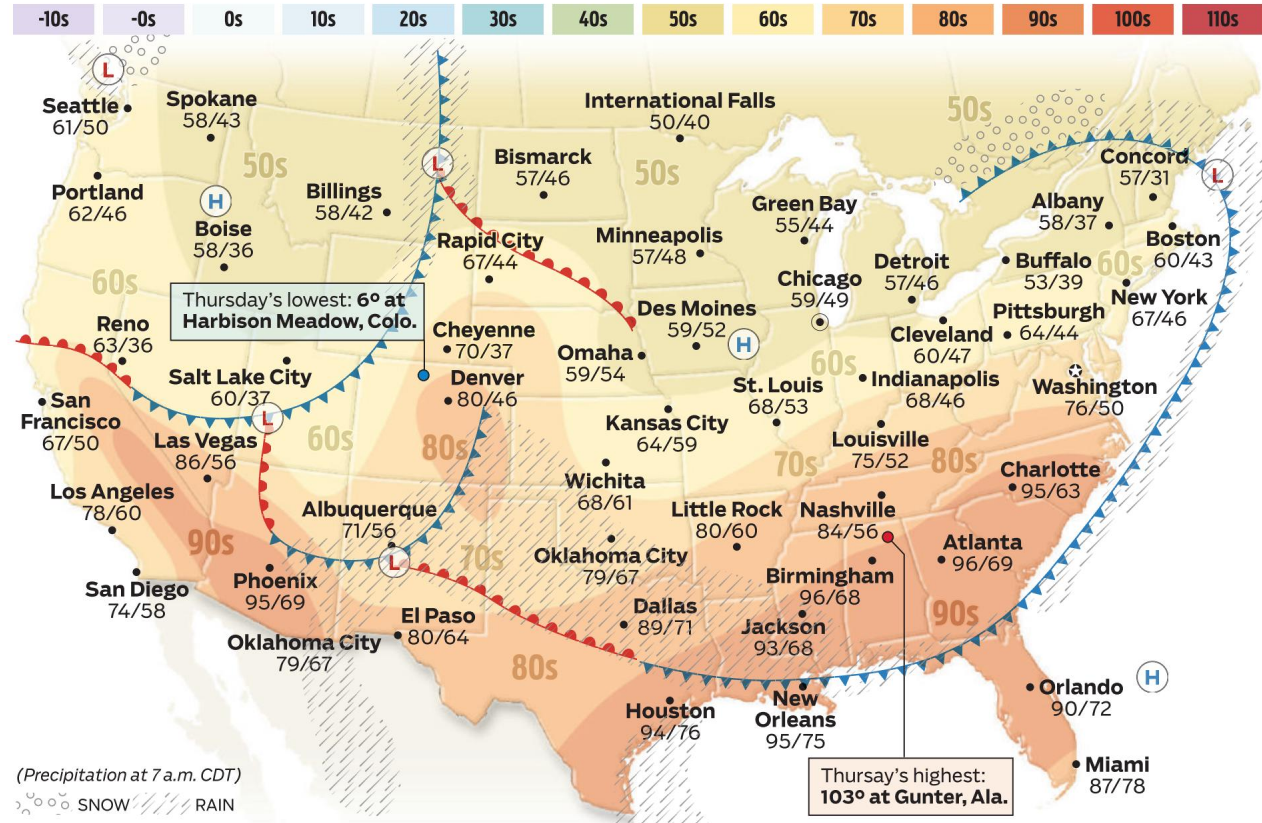 -10s -0s 0s 10s 20s 30s 40s 50s 60s 70s 80s 90s 100s 110s
L
Seattle
61/50
Spokane
58/43
50s
Portland
62/46
H
Boise
58/36
Billings
58/42
L
Bismarck
57/46
International Falls
50/40
50s
50s
Rapid City
67/44
Minneapolis
57/48
Green Bay
55/44
Chicago
59/49
Detroit
57/46
Concord
57/31
L
Albany
58/37
Boston
60/43
Buffalo
53/39
60s
New York
67/46
60s
Thursday's lowest: 6º at
Harbison Meadow, Colo.
Reno
63/36
Salt Lake City
60/37
L
Cheyenne
70/37
Denver
80/46
Omaha
59/54
Des Moines
59/52
H
60s
Cleveland
60/47
Pittsburgh
64/44
Washington
76/50
San
Francisco
67/50
Las Vegas
86/56
60s
80s
Kansas City
64/59
St. Louis
68/53
Indianapolis
68/46
Louisville
75/52
70s
80s
Charlotte
95/63
Los Angeles
78/60
90s
Albuquerque
71/56
L
70s
Wichita
68/61
Oklahoma City
79/67
Little Rock
80/60
Nashville
84/56
Atlanta
96/69
San Diego
74/58
Phoenix
95/69
Oklahoma City
79/67
El Paso
80/64
Dallas
89/71
Birmingham
96/68
Jackson
93/68
90s
80s
Houston
94/76
New
Orleans
95/75
Orlando
90/72
H
Miami
87/78
Thursay's highest:
103º at Gunter, Ala.
(Precipitation at 7 a.m. CDT)
SNOW RAIN